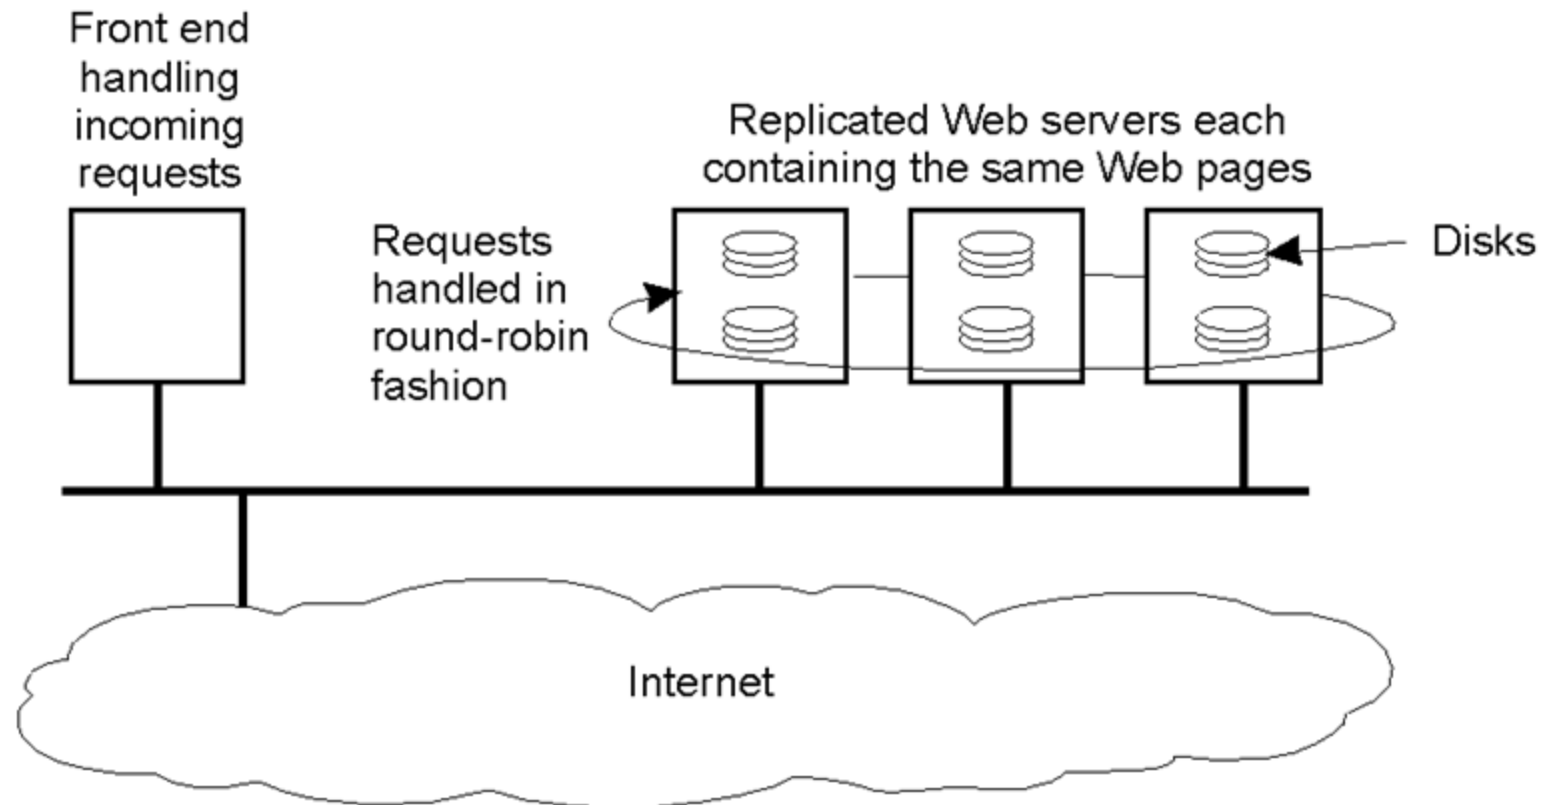 Front end
handling
incoming
requests
Replicated Web servers each
containing the same Web pages
Requests
handled in
round-robin
fashion
Disks
Internet